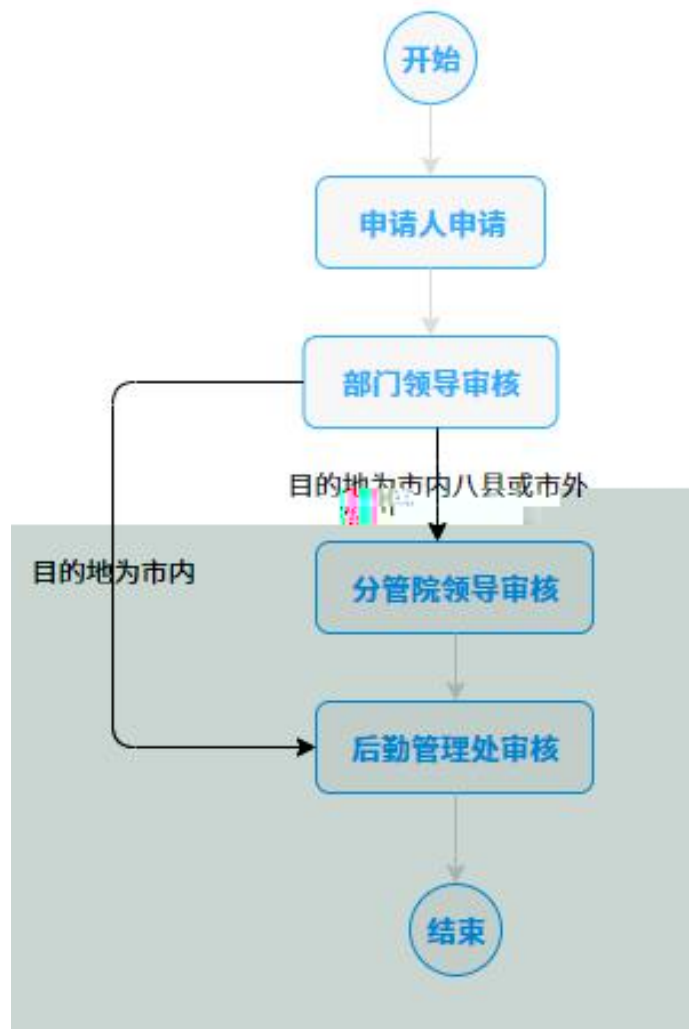 开始
申请人申请
部门领导审核
目的地为市内八县或市外
目的地为市内
分管院领导审核
后勤管理处审核
结束